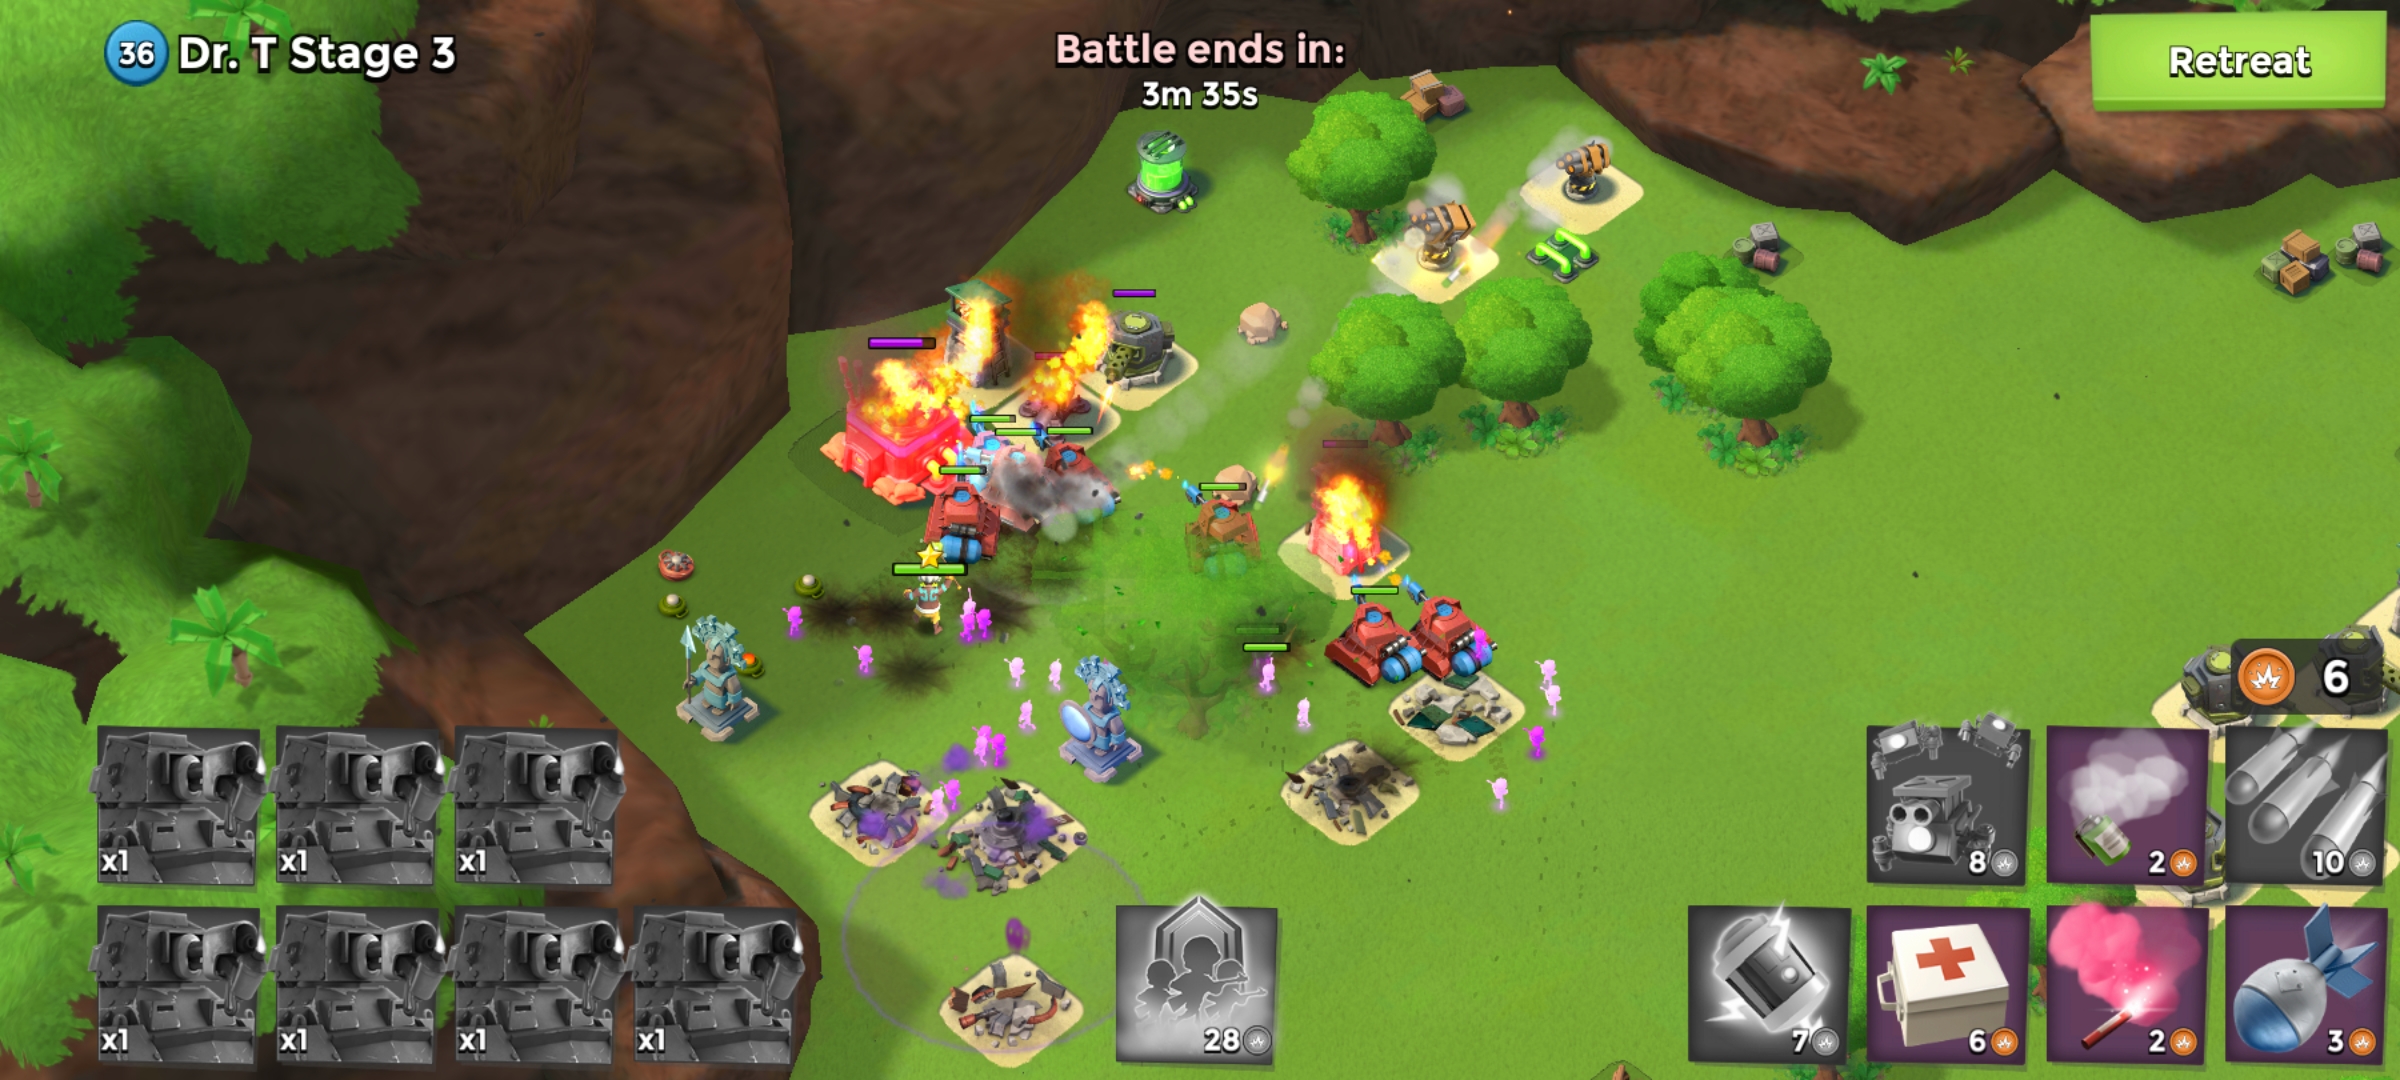 36 Dr. T Stage 3
Battle ends in:
3m 35s
Retreat
6
x1 x1 x1
8 2 10
x1 x1 x1 x1
28 7 6 2 3